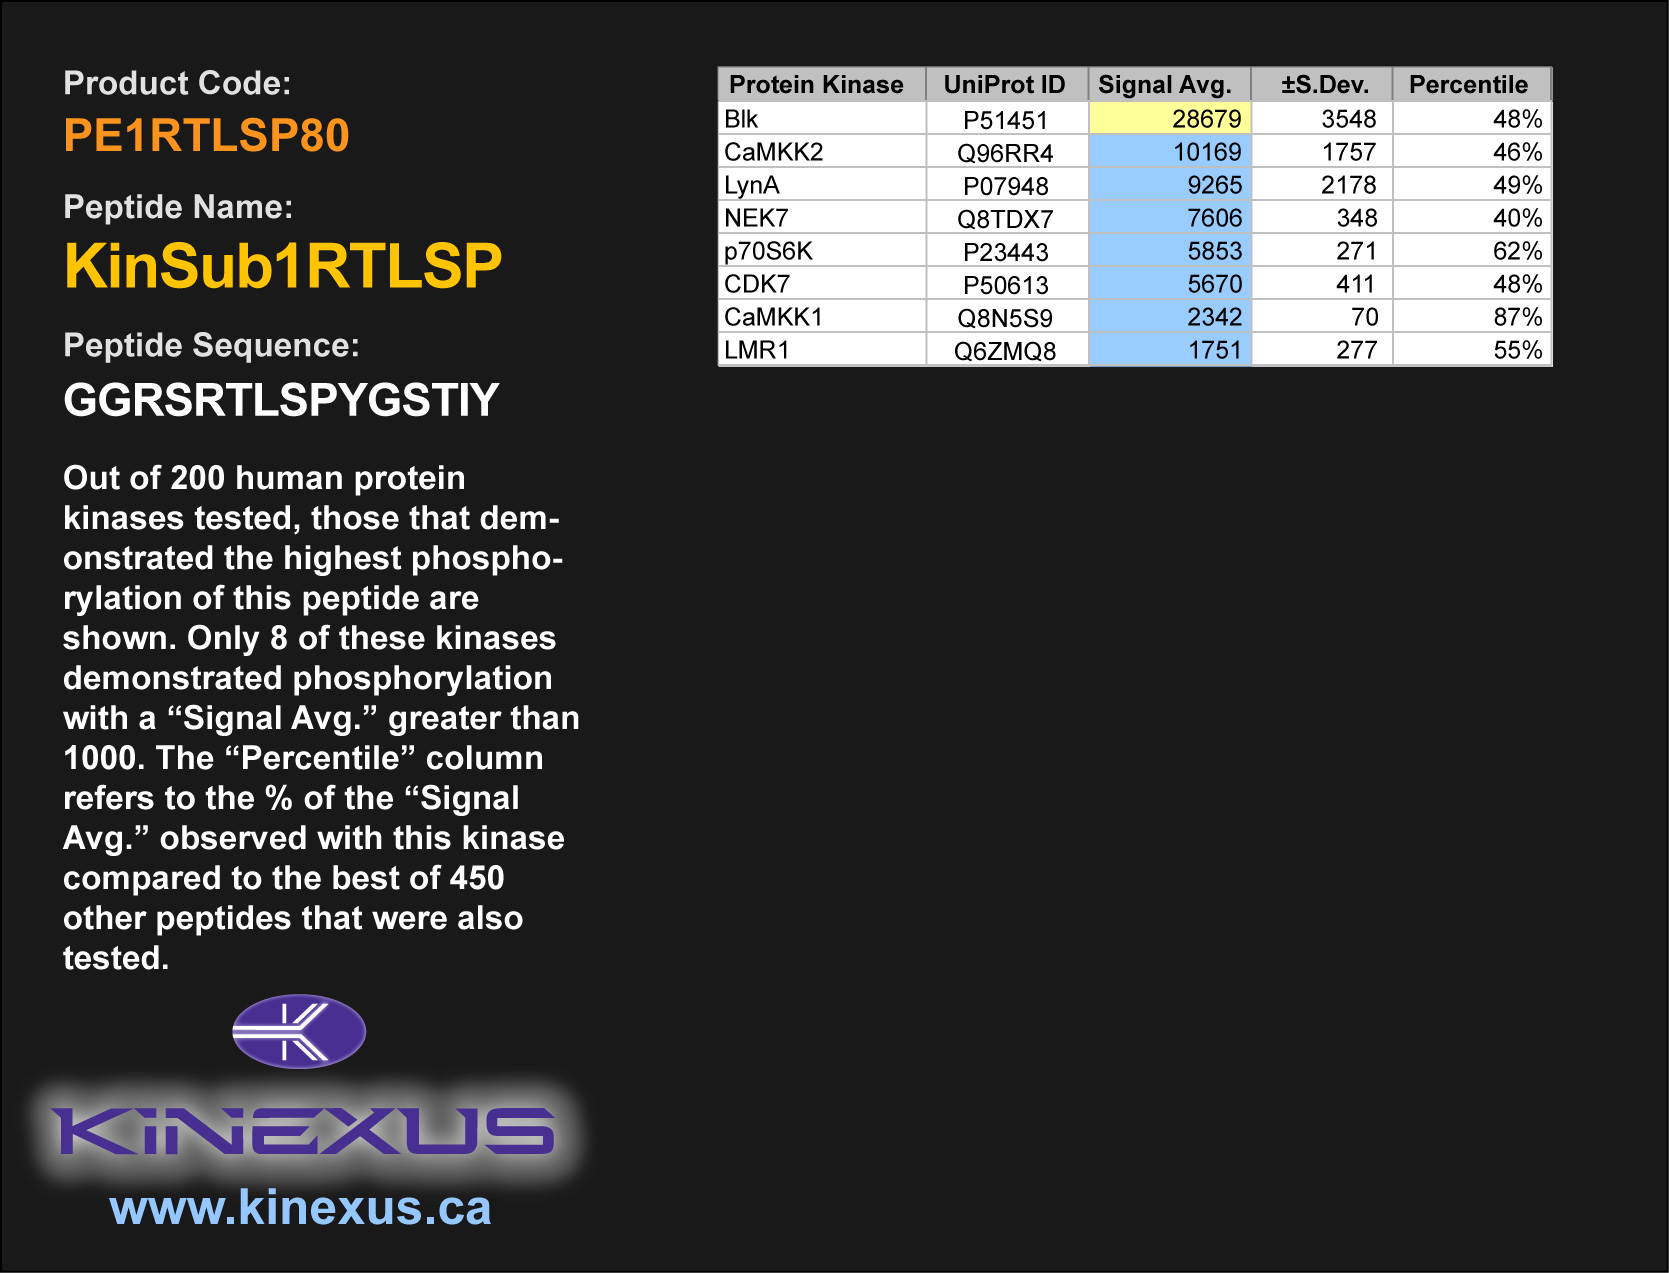 Product Code:
PE1RTLSP80
Peptide Name:
KinSub1RTLSP
Peptide Sequence:
GGRSRTLSPYGSTIY
Out of 200 human protein
kinases tested, those that dem-
onstrated the highest phospho-
rylation of this peptide are
shown. Only 8 of these kinases
demonstrated phosphorylation
with a “Signal Avg.” greater than
1000. The “Percentile” column
refers to the % of the “Signal
Avg.” observed with this kinase
compared to the best of 450
other peptides that were also
tested.
KiNEXUS
www.kinexus.ca
Protein Kinase UniProt ID Signal Avg. ±S.Dev. Percentile
Blk P51451 28679 3548 48%
CaMKK2 Q96RR4 10169 1757 46%
LynA P07948 9265 2178 49%
NEK7 Q8TDX7 7606 348 40%
p70S6K P23443 5853 271 62%
CDK7 P50613 5670 411 48%
CaMKK1 Q8N5S9 2342 70 87%
LMR1 Q6ZMQ8 1751 277 55%